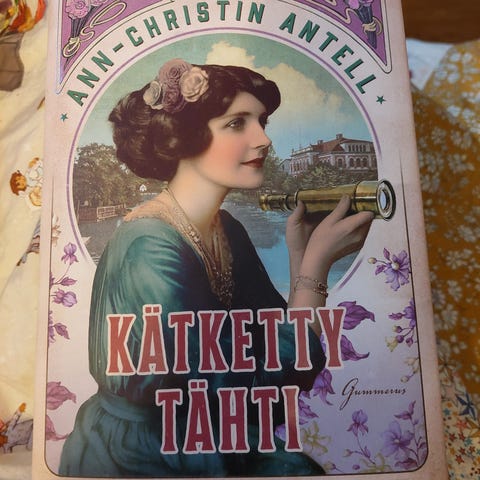 ANN-CHRISTIN ANTELL
KÄTKETTY
TÄHTI
Gummerus